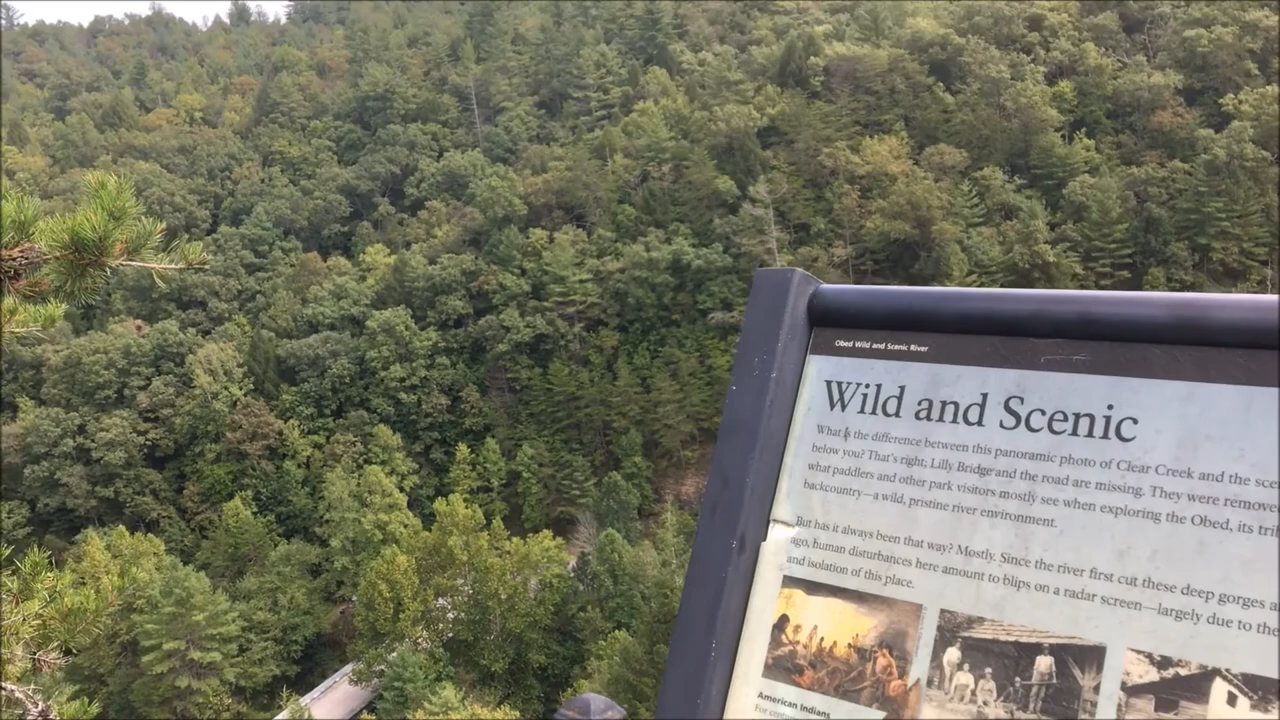 Obed Wild and Scenic River
Wild and Scenic
What is the difference between this panoramic photo of Clear Creek and the sce
below you? That's right; Lilly Bridge and the road are missing. They were remove
what paddlers and other park visitors mostly see when exploring the Obed, its tri
backcountry—a wild, pristine river environment.
But has it always been that way? Mostly. Since the river first cut these deep gorges a
ago, human disturbances here amount to blips on a radar screen—largely due to the
and isolation of this place.
American Indians
For centu